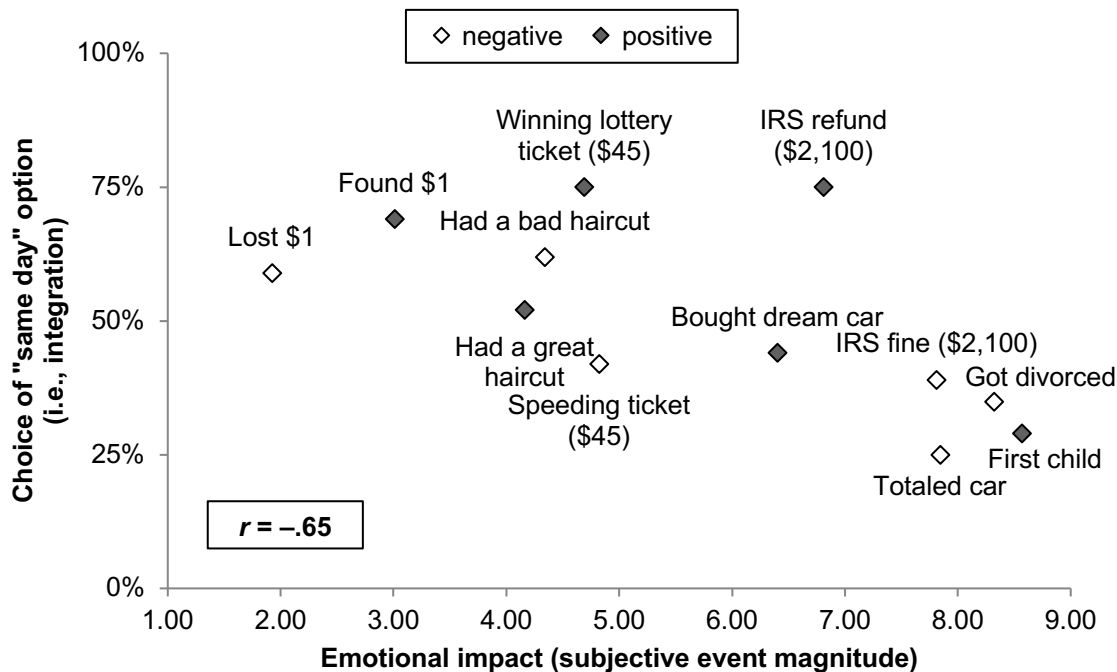 negative positive
100%
75%
50%
25%
0%
Choice of "same day" option
(i.e., integration)
Winning lottery
ticket ($45)
IRS refund
($2,100)
Found $1
Had a bad haircut
Lost $1
Bought dream car
Had a great
haircut
IRS fine ($2,100)
Got divorced
Speeding ticket
($45)
First child
Totaled car
r = –.65
1.00 2.00 3.00 4.00 5.00 6.00 7.00 8.00 9.00
Emotional impact (subjective event magnitude)